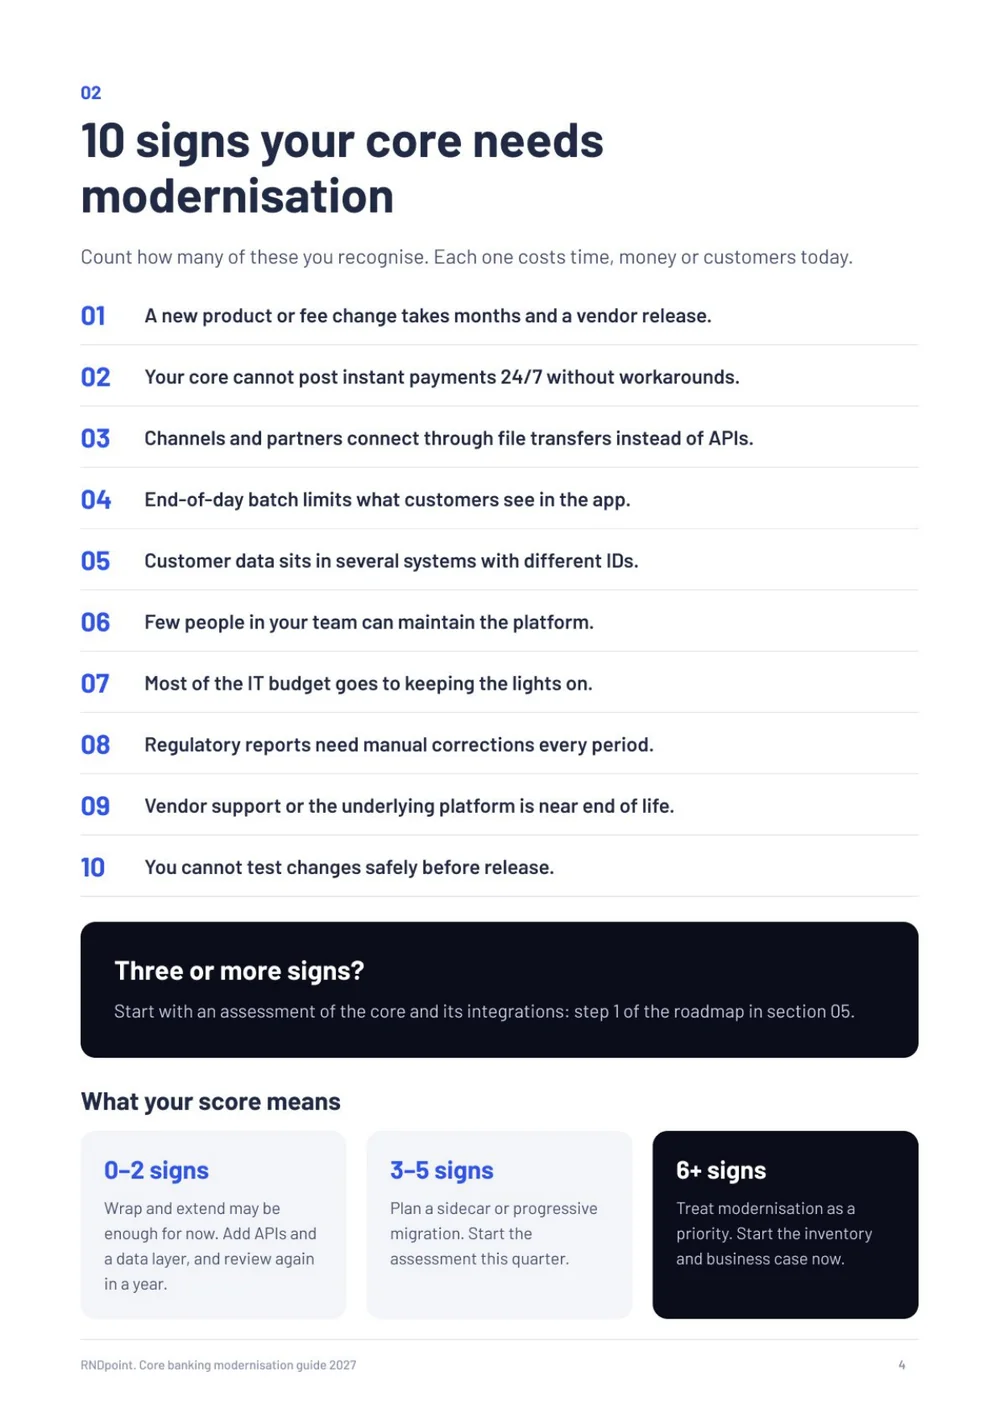 02
10 signs your core needs
modernisation
Count how many of these you recognise. Each one costs time, money or customers today.
01 A new product or fee change takes months and a vendor release.
02 Your core cannot post instant payments 24/7 without workarounds.
03 Channels and partners connect through file transfers instead of APIs.
04 End-of-day batch limits what customers see in the app.
05 Customer data sits in several systems with different IDs.
06 Few people in your team can maintain the platform.
07 Most of the IT budget goes to keeping the lights on.
08 Regulatory reports need manual corrections every period.
09 Vendor support or the underlying platform is near end of life.
10 You cannot test changes safely before release.
Three or more signs?
Start with an assessment of the core and its integrations: step 1 of the roadmap in section 05.
What your score means
0–2 signs
Wrap and extend may be
enough for now. Add APIs and
a data layer, and review again
in a year.
3–5 signs
Plan a sidecar or progressive
migration. Start the
assessment this quarter.
6+ signs
Treat modernisation as a
priority. Start the inventory
and business case now.
RNDpoint. Core banking modernisation guide 2027
4